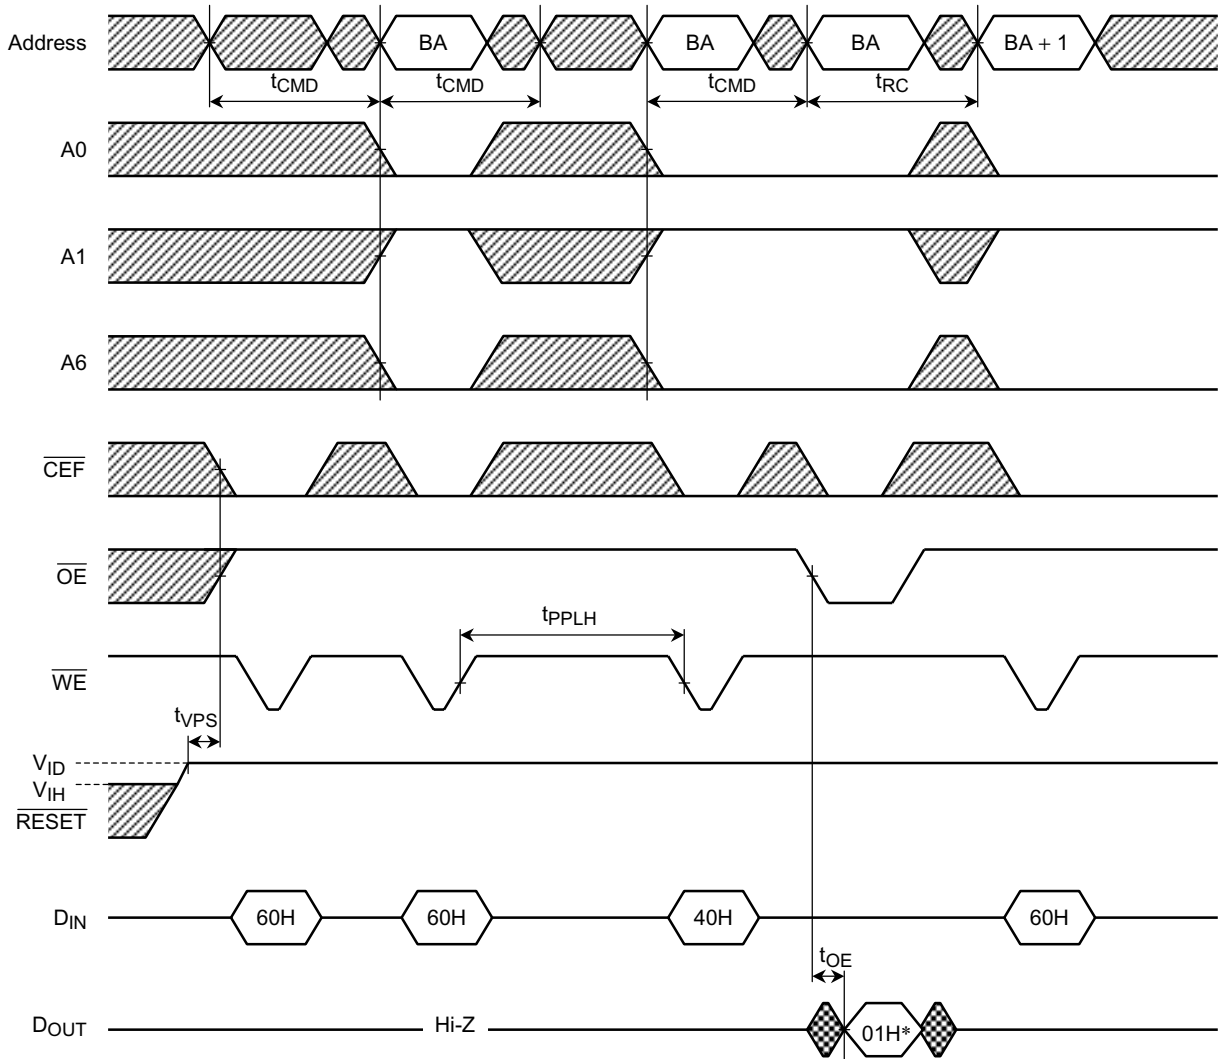 Address BA BA BA BA + 1
tCMD tCMD tCMD tRC
A0
A1
A6
CEF
OE
tPPLH
WE
tVPS
VID
VIH
RESET
DIN 60H 60H 40H 60H
tOE
DOUT Hi-Z 01H*